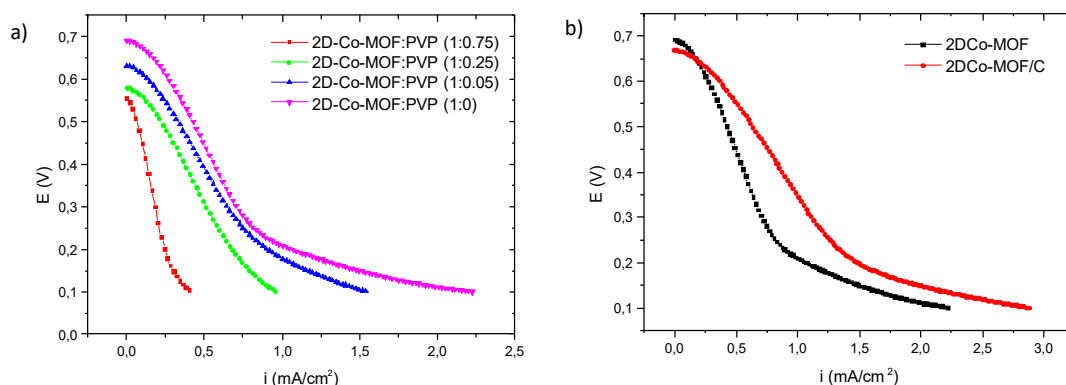 a)
2D-Co-MOF:PVP (1:0.75)
2D-Co-MOF:PVP (1:0.25)
2D-Co-MOF:PVP (1:0.05)
2D-Co-MOF:PVP (1:0)
0,7
0,6
0,5
0,4
0,3
0,2
0,1
0,0
E (V)
0,0 0,5 1,0 1,5 2,0 2,5
i (mA/cm²)
b)
2DCo-MOF
2DCo-MOF/C
0,7
0,6
0,5
0,4
0,3
0,2
0,1
E (V)
0,0 0,5 1,0 1,5 2,0 2,5 3,0
i (mA/cm²)